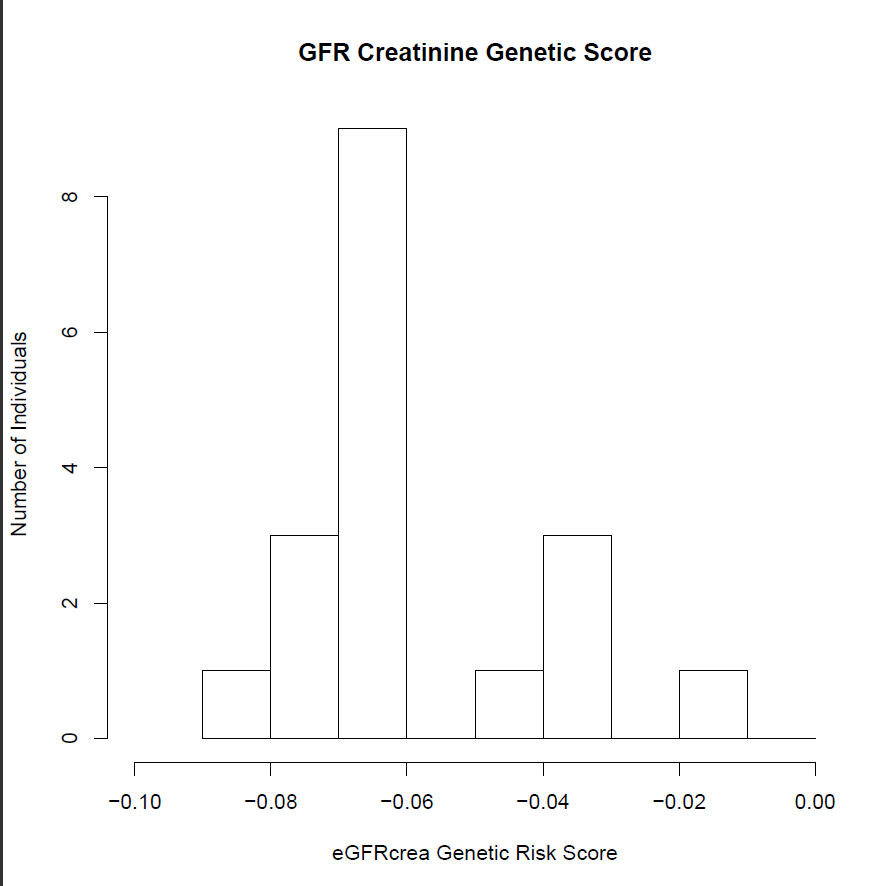 GFR Creatinine Genetic Score
8
6
4
2
0
Number of Individuals
−0.10 −0.08 −0.06 −0.04 −0.02 0.00
eGFRcrea Genetic Risk Score